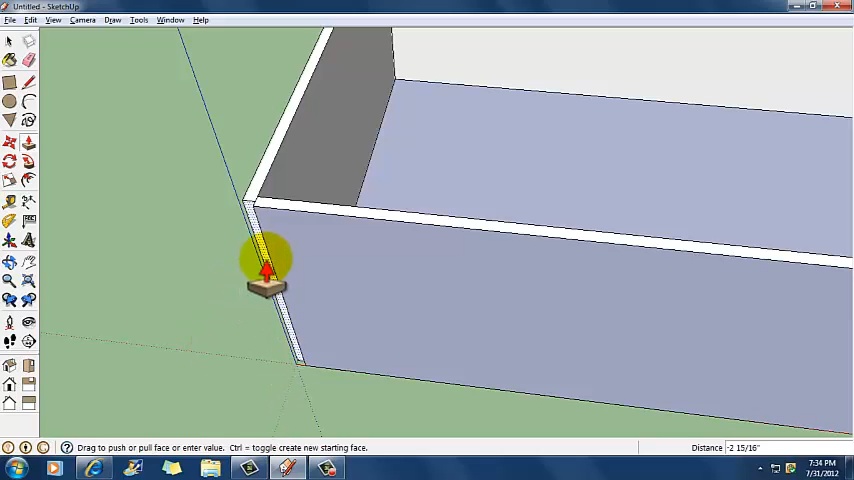 Untitled - SketchUp
File Edit View Camera Draw Tools Window Help
Drag to push or pull face or enter value. Ctrl = toggle create new starting face. Distance -2 15/16"
7:34 PM
7/31/2012